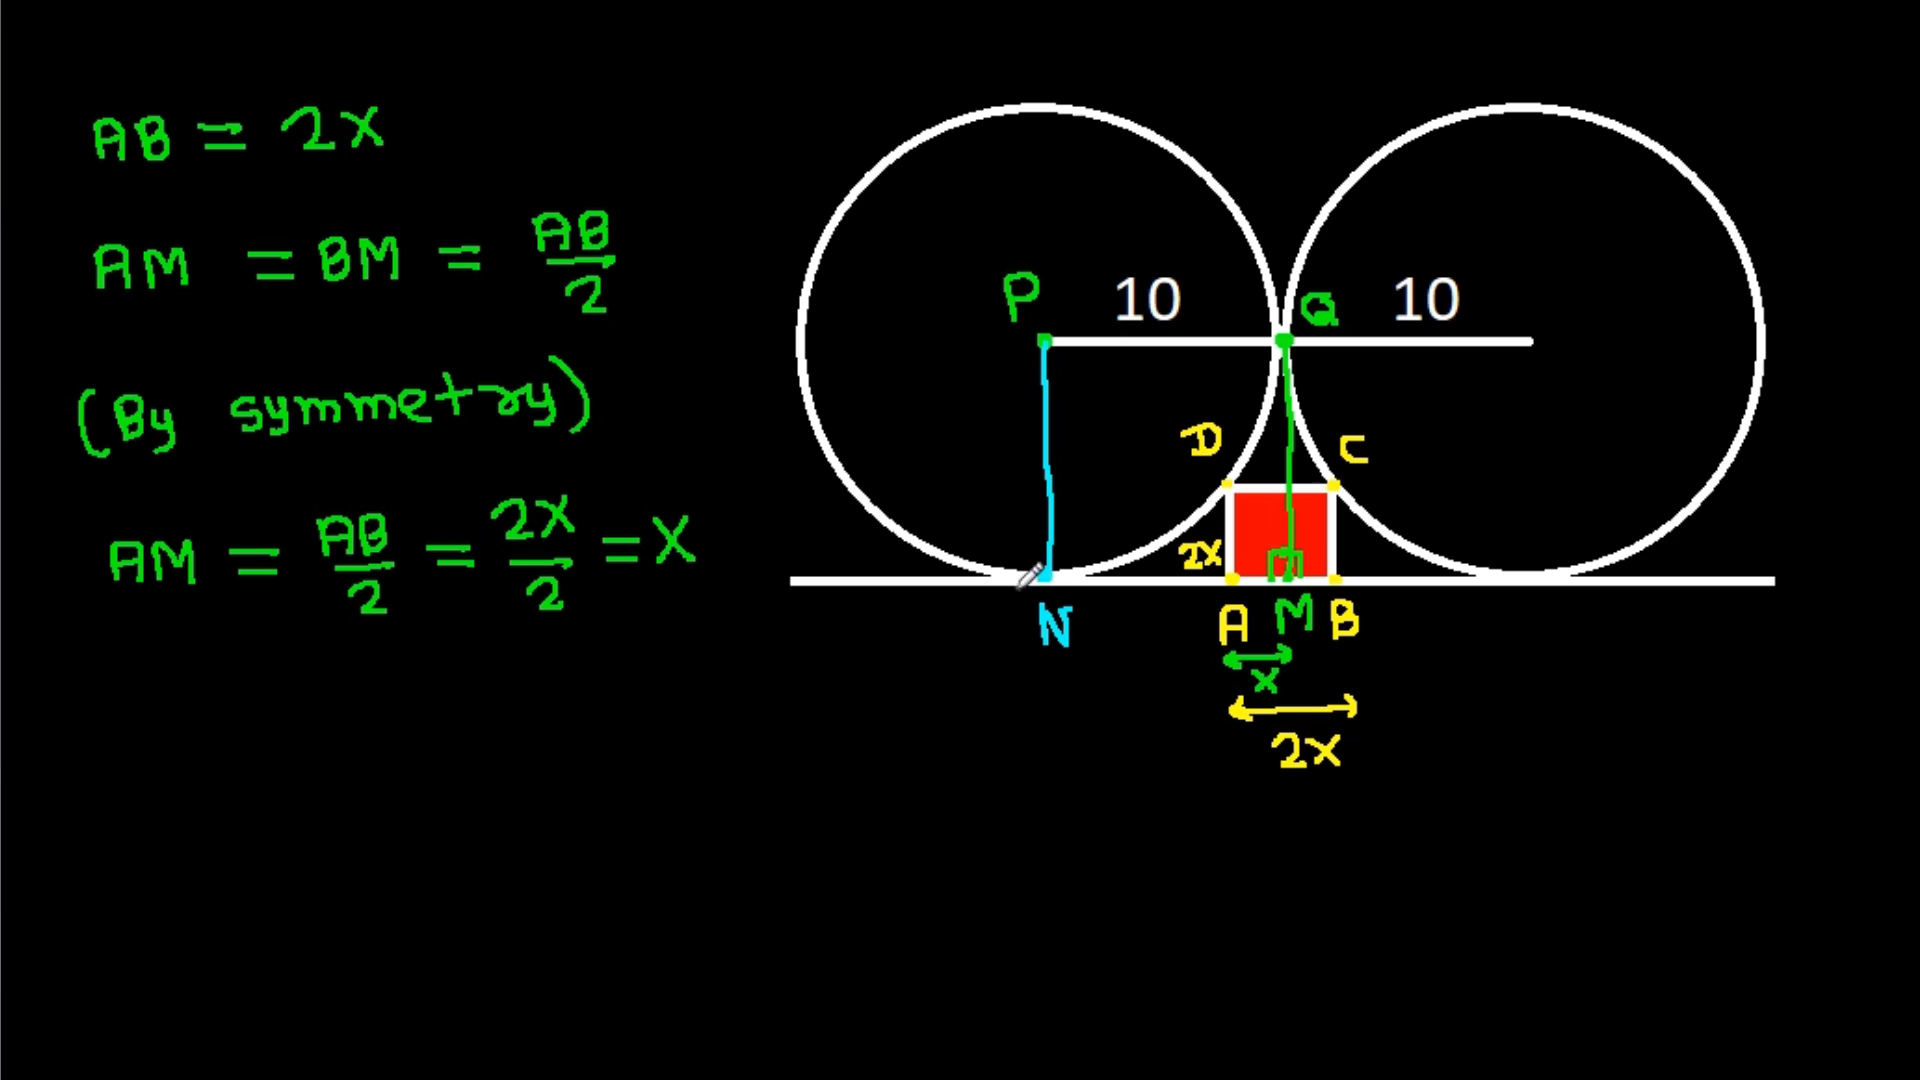 AB = 2X
AM = BM = AB/2
(By symmetry)
AM = AB/2 = 2X/2 = X
P 10 Q 10
D C
2X
N A M B
X
2X